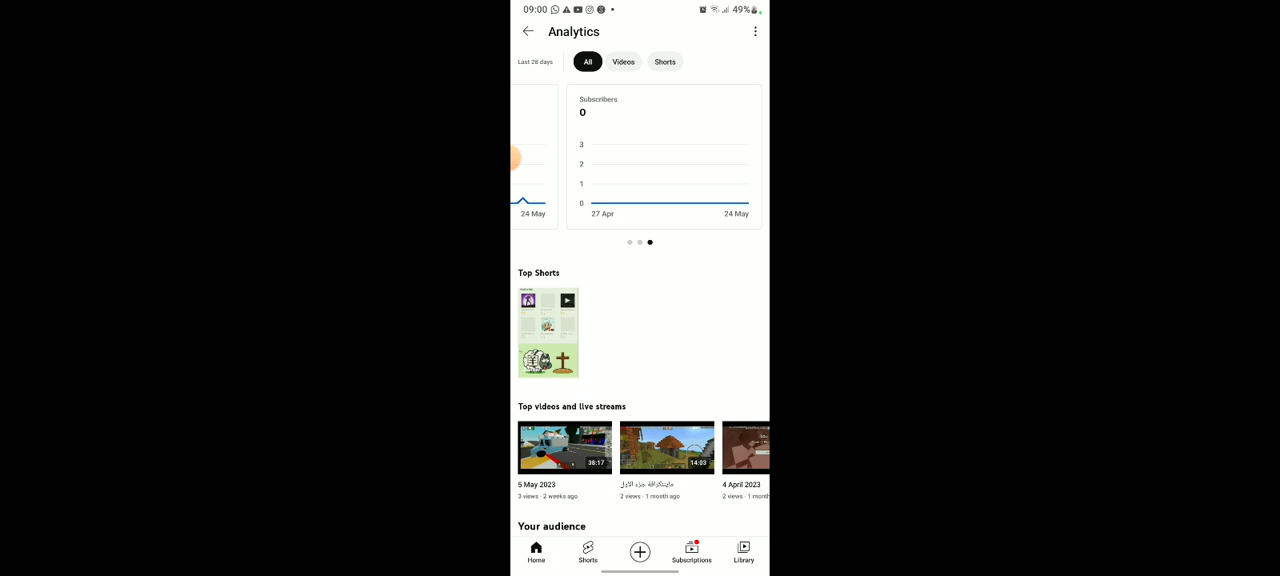 09:00
49%
Analytics
Last 28 days
All
Videos
Shorts
Subscribers
0
3
2
1
0
24 May
27 Apr
24 May
Top Shorts
Top videos and live streams
38:17
14:03
5 May 2023
3 views · 2 weeks ago
ماينكرافة جزء الاول
2 views · 1 month ago
4 April 2023
2 views · 1 month
Your audience
Home
Shorts
Subscriptions
Library